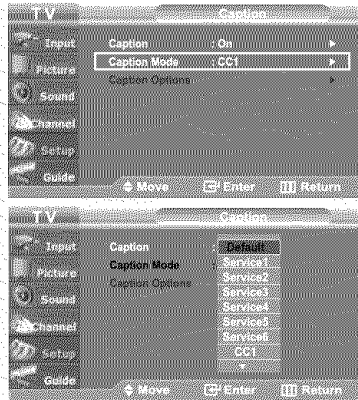 TV Caption
Input
Picture
Sound
Channel
Setup
Guide
Caption : On
Caption Mode : CC1
Caption Options
Move Enter Return
TV Caption
Input
Picture
Sound
Channel
Setup
Guide
Caption :
Caption Mode :
Caption Options
Default
Service1
Service2
Service3
Service4
Service5
Service6
CC1
Move Enter Return